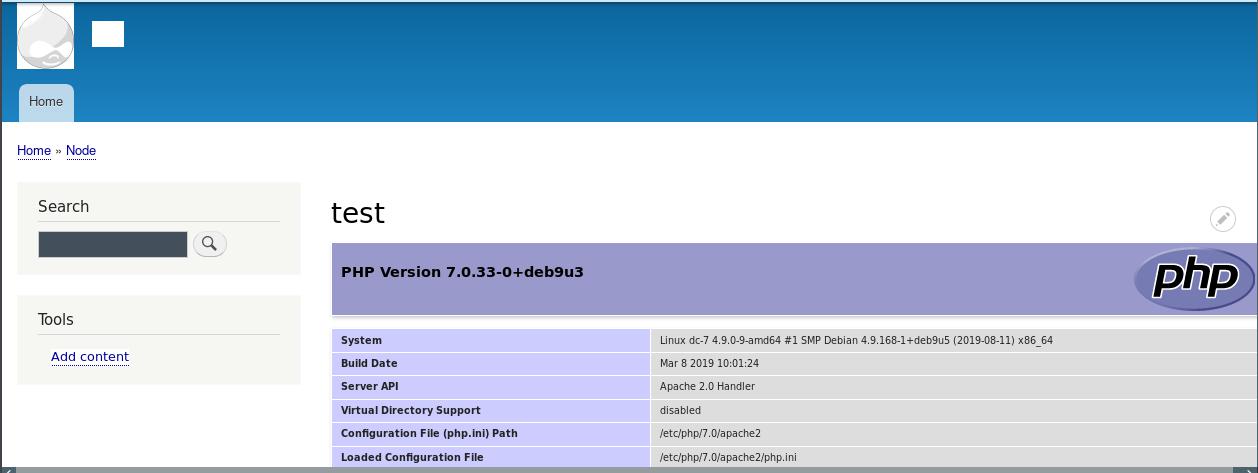 Home
Home » Node
Search
Tools
Add content
test
PHP Version 7.0.33-0+deb9u3
php
System Linux dc-7 4.9.0-9-amd64 #1 SMP Debian 4.9.168-1+deb9u5 (2019-08-11) x86_64
Build Date Mar 8 2019 10:01:24
Server API Apache 2.0 Handler
Virtual Directory Support disabled
Configuration File (php.ini) Path /etc/php/7.0/apache2
Loaded Configuration File /etc/php/7.0/apache2/php.ini